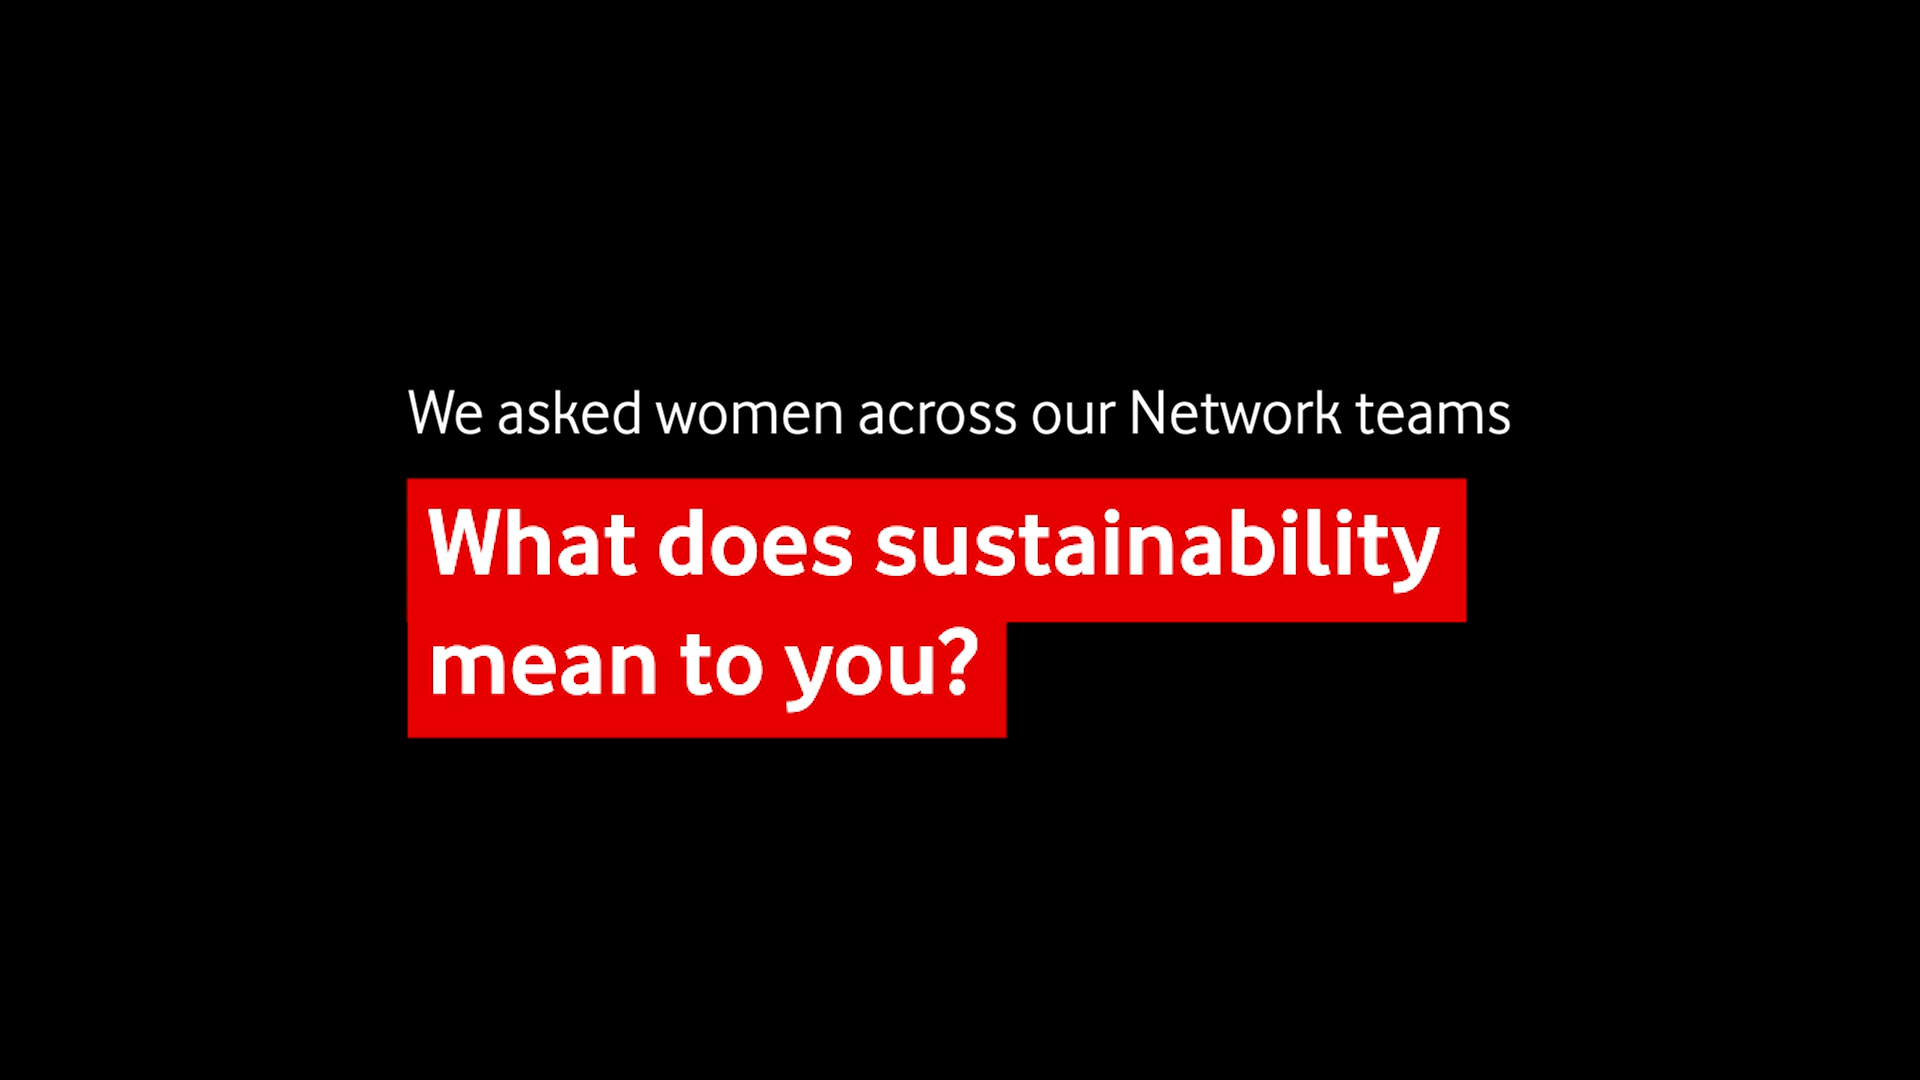 We asked women across our Network teams
What does sustainability
mean to you?